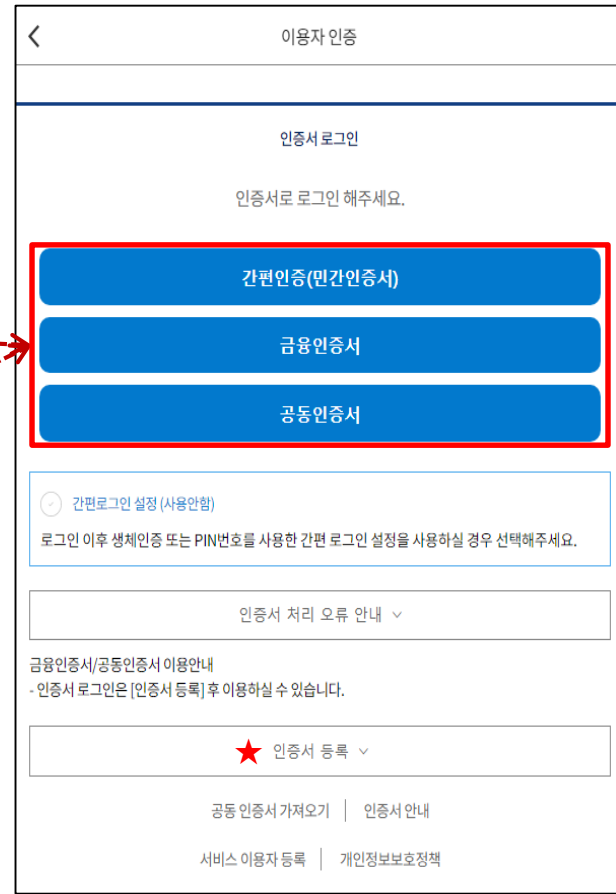 이용자 인증
인증서 로그인
인증서로 로그인 해주세요.
간편인증(민간인증서)
금융인증서
공동인증서
간편로그인 설정 (사용안함)
로그인 이후 생체인증 또는 PIN번호를 사용한 간편 로그인 설정을 사용하실 경우 선택해주세요.
인증서 처리 오류 안내
금융인증서/공동인증서 이용안내
- 인증서 로그인은 [인증서 등록] 후 이용하실 수 있습니다.
★ 인증서 등록
공동 인증서 가져오기 | 인증서 안내
서비스 이용자 등록 | 개인정보보호정책